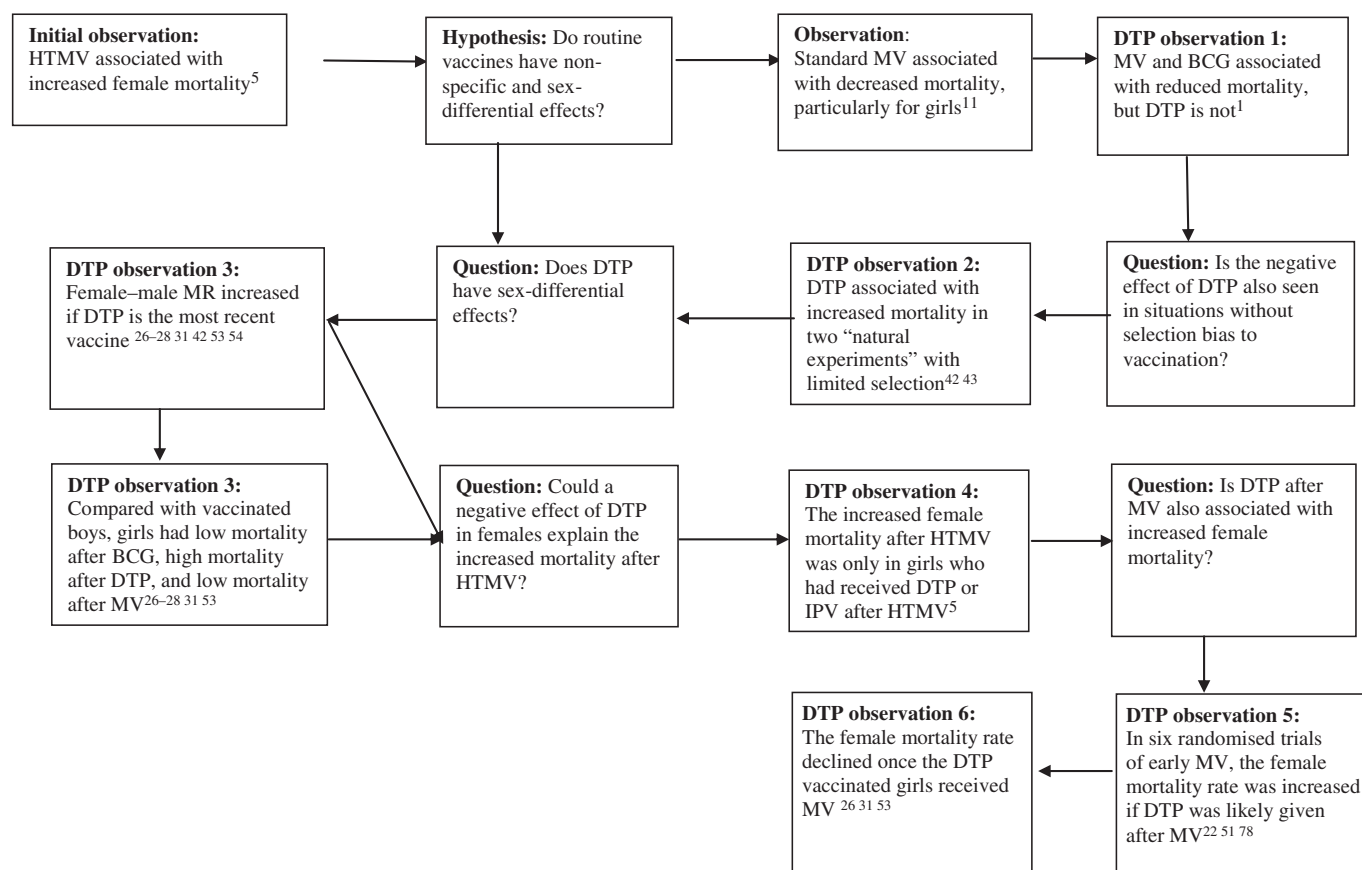 Initial observation:
HTMV associated with
increased female mortality5
Hypothesis: Do routine
vaccines have non-
specific and sex-
differential effects?
Observation:
Standard MV associated
with decreased mortality,
particularly for girls11
DTP observation 1:
MV and BCG associated
with reduced mortality,
but DTP is not1
Question: Is the negative
effect of DTP also seen
in situations without
selection bias to
vaccination?
DTP observation 2:
DTP associated with
increased mortality in
two “natural
experiments” with
limited selection42 43
Question: Does DTP
have sex-differential
effects?
DTP observation 3:
Female–male MR increased
if DTP is the most recent
vaccine 26–28 31 42 53 54
DTP observation 3:
Compared with vaccinated
boys, girls had low mortality
after BCG, high mortality
after DTP, and low mortality
after MV26–28 31 53
Question: Could a
negative effect of DTP
in females explain the
increased mortality after
HTMV?
DTP observation 4:
The increased female
mortality after HTMV
was only in girls who
had received DTP or
IPV after HTMV5
Question: Is DTP after
MV also associated with
increased female
mortality?
DTP observation 5:
In six randomised trials
of early MV, the female
mortality rate was increased
if DTP was likely given
after MV22 51 78
DTP observation 6:
The female mortality rate
declined once the DTP
vaccinated girls received
MV 26 31 53